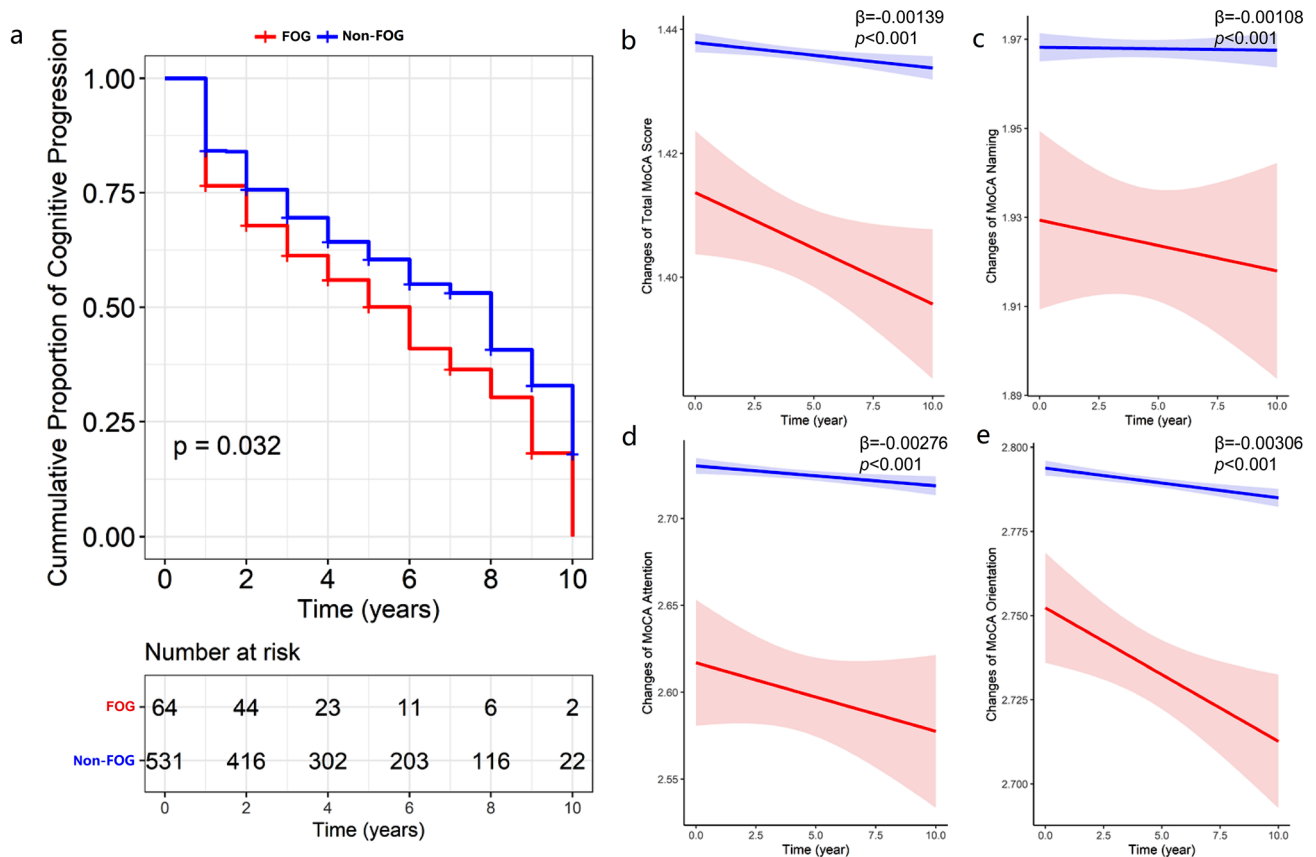 a
FOG Non-FOG
Cummulative Proportion of Cognitive Progression
1.00
0.75
0.50
0.25
0.00
p = 0.032
0 2 4 6 8 10
Time (years)
Number at risk
FOG 64 44 23 11 6 2
Non-FOG 531 416 302 203 116 22
0 2 4 6 8 10
Time (years)
b
β=-0.00139
p<0.001
Changes of Total MoCA Score
1.44
1.42
1.40
0.0 2.5 5.0 7.5 10.0
Time (year)
c
β=-0.00108
p<0.001
Changes of MoCA Naming
1.97
1.95
1.93
1.91
1.89
0.0 2.5 5.0 7.5 10.0
Time (year)
d
β=-0.00276
p<0.001
Changes of MoCA Attention
2.70
2.65
2.60
2.55
0.0 2.5 5.0 7.5 10.0
Time (year)
e
β=-0.00306
p<0.001
Changes of MoCA Orientation
2.800
2.775
2.750
2.725
2.700
0.0 2.5 5.0 7.5 10.0
Time (year)